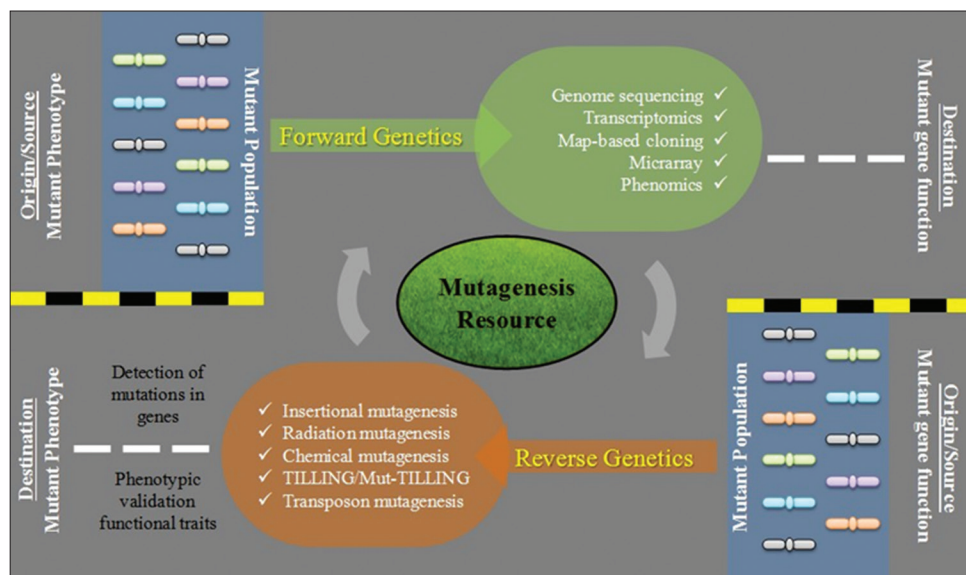 Origin/Source
Mutant Phenotype
Mutant Population
Forward Genetics
Genome sequencing ✓
Transcriptomics ✓
Map-based cloning ✓
Micrarray ✓
Phenomics ✓
Destination
Mutant gene function
Mutagenesis
Resource
Destination
Mutant Phenotype
Detection of
mutations in
genes
Phenotypic
validation
functional traits
✓ Insertional mutagenesis
✓ Radiation mutagenesis
✓ Chemical mutagenesis
✓ TILLING/Mut-TILLING
✓ Transposon mutagenesis
Reverse Genetics
Mutant Population
Origin/Source
Mutant gene function